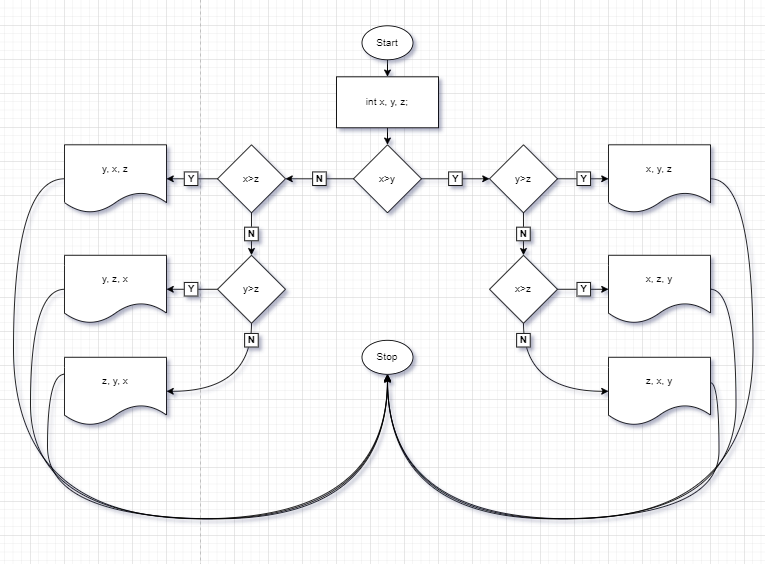 Start
int x, y, z;
y, x, z
Y
x>z
N
x>y
Y
y>z
Y
x, y, z
N
N
y, z, x
Y
y>z
x>z
Y
x, z, y
N
N
Stop
z, y, x
z, x, y